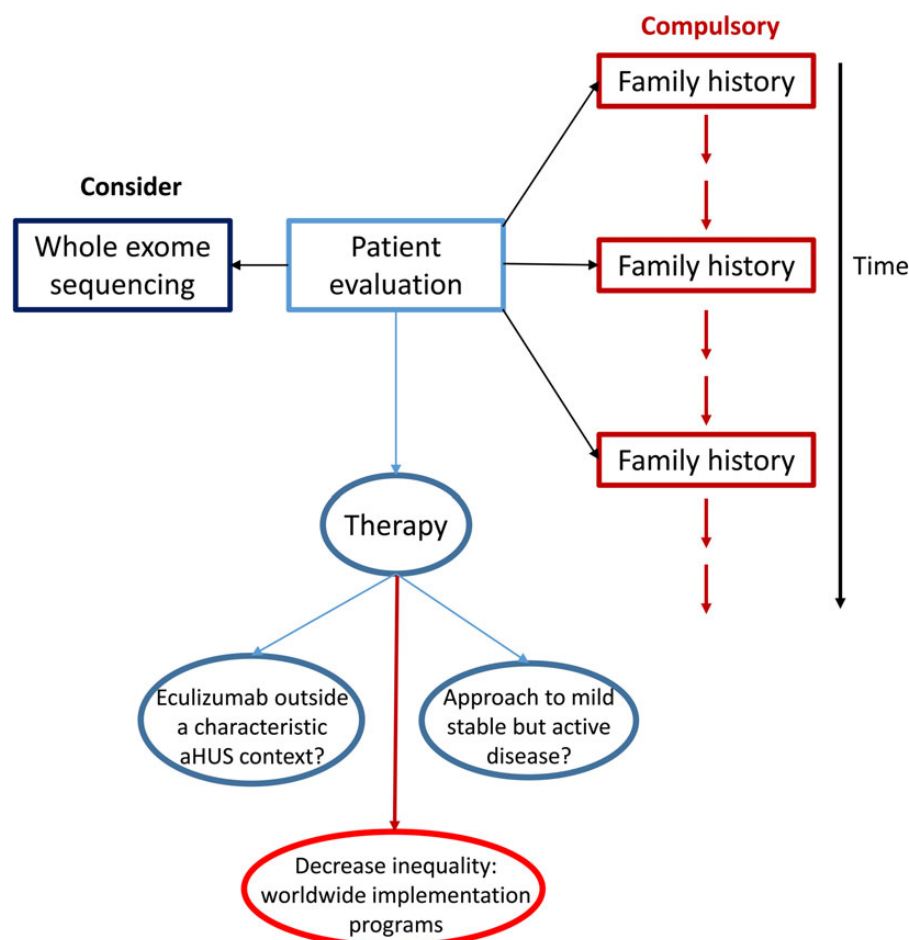 Compulsory
Family history
Consider
Whole exome
sequencing
Patient
evaluation
Family history
Time
Family history
Therapy
Eculizumab outside
a characteristic
aHUS context?
Approach to mild
stable but active
disease?
Decrease inequality:
worldwide implementation
programs